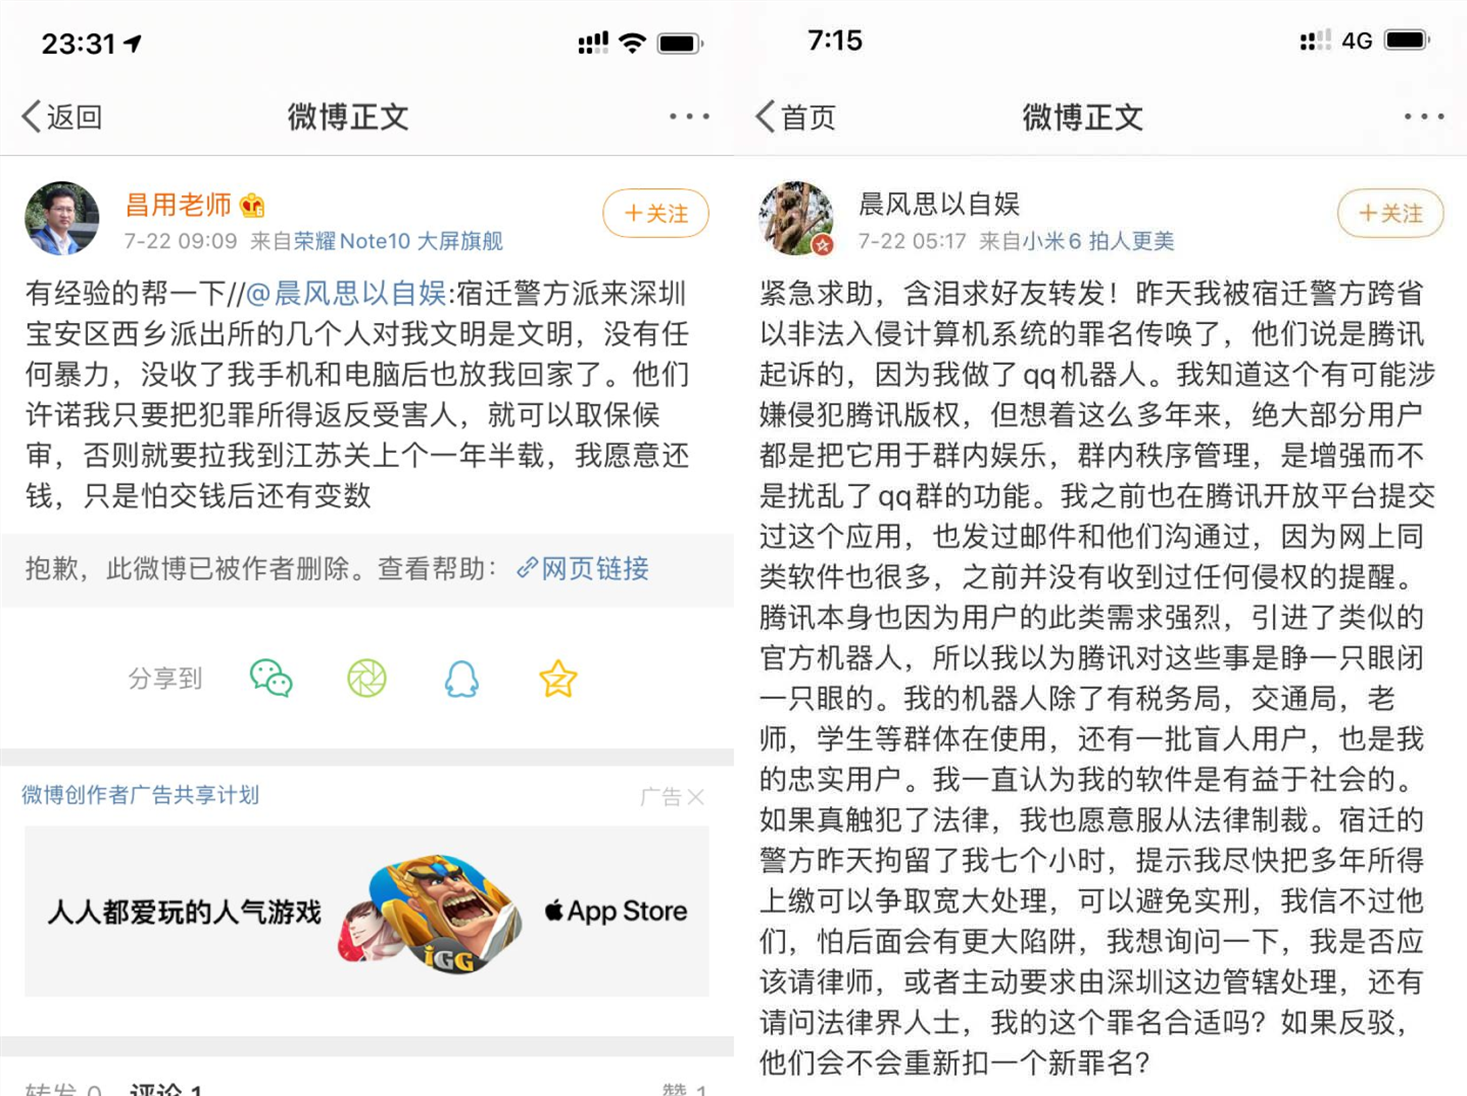 23:31
返回
微博正文
昌用老师
+关注
7-22 09:09 来自荣耀Note10 大屏旗舰
有经验的帮一下//@晨风思以自娱:宿迁警方派来深圳
宝安区西乡派出所的几个人对我文明是文明，没有任
何暴力，没收了我手机和电脑后也放我回家了。他们
许诺我只要把犯罪所得返反受害人，就可以取保候
审，否则就要拉我到江苏关上个一年半载，我愿意还
钱，只是怕交钱后还有变数
抱歉，此微博已被作者删除。查看帮助：网页链接
分享到
微博创作者广告共享计划
广告
人人都爱玩的人气游戏
IGG
App Store
转发 0 评论 1
赞 1
7:15
4G
首页
微博正文
晨风思以自娱
+关注
7-22 05:17 来自小米6 拍人更美
紧急求助，含泪求好友转发！昨天我被宿迁警方跨省
以非法入侵计算机系统的罪名传唤了，他们说是腾讯
起诉的，因为我做了qq机器人。我知道这个有可能涉
嫌侵犯腾讯版权，但想着这么多年来，绝大部分用户
都是把它用于群内娱乐，群内秩序管理，是增强而不
是扰乱了qq群的功能。我之前也在腾讯开放平台提交
过这个应用，也发过邮件和他们沟通过，因为网上同
类软件也很多，之前并没有收到过任何侵权的提醒。
腾讯本身也因为用户的此类需求强烈，引进了类似的
官方机器人，所以我以为腾讯对这些事是睁一只眼闭
一只眼的。我的机器人除了有税务局，交通局，老
师，学生等群体在使用，还有一批盲人用户，也是我
的忠实用户。我一直认为我的软件是有益于社会的。
如果真触犯了法律，我也愿意服从法律制裁。宿迁的
警方昨天拘留了我七个小时，提示我尽快把多年所得
上缴可以争取宽大处理，可以避免实刑，我信不过他
们，怕后面会有更大陷阱，我想询问一下，我是否应
该请律师，或者主动要求由深圳这边管辖处理，还有
请问法律界人士，我的这个罪名合适吗？如果反驳，
他们会不会重新扣一个新罪名？